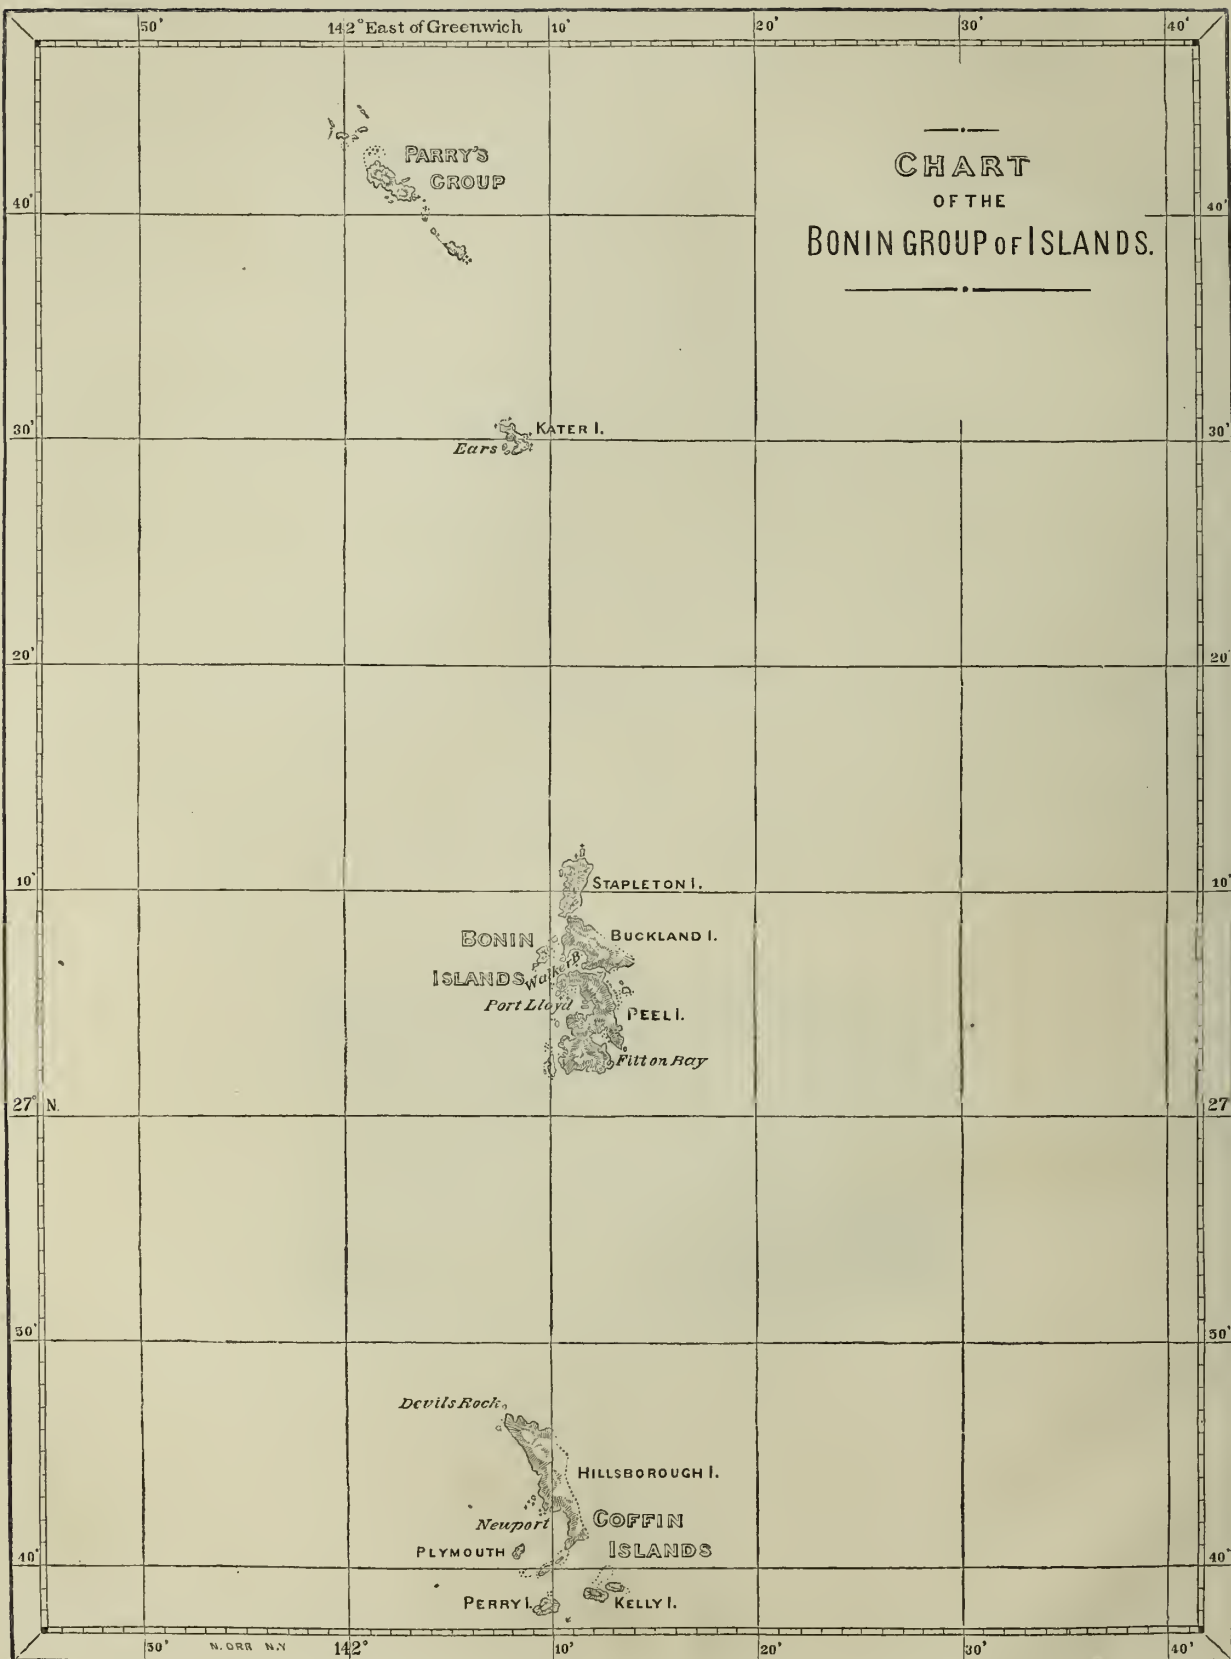 50' 142° East of Greenwich 10' 20' 30' 40'
PARRY'S
GROUP
CHART
OF THE
BONIN GROUP OF ISLANDS.
40' 40'
30' KATER I. 30'
Ears
20' 20'
10' STAPLETON I. 10'
BONIN BUCKLAND I.
ISLANDS Walker B.
Port Lloyd PEEL I.
Fitton Bay
27° N. 27
50' 50'
Devils Rock
HILLSBOROUGH I.
Newport COFFIN
PLYMOUTH ISLANDS
40' 40'
PERRY I. KELLY I.
50' N. ORR N.Y 142° 10' 20' 30' 40'